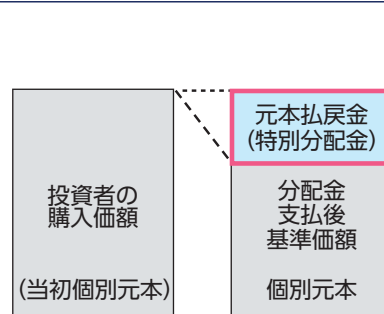 元本払戻金
(特別分配金)
投資者の
購入価額
(当初個別元本)
分配金
支払後
基準価額
個別元本